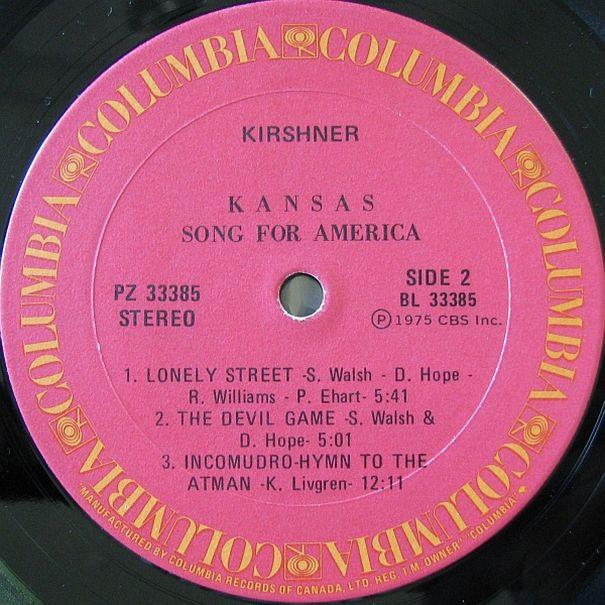 COLUMBIA COLUMBIA COLUMBIA COLUMBIA COLUMBIA COLUMBIA COLUMBIA
KIRSHNER
KANSAS
SONG FOR AMERICA
PZ 33385
STEREO
SIDE 2
BL 33385
Ⓟ1975 CBS Inc.
1. LONELY STREET -S. Walsh - D. Hope -
R. Williams - P. Ehart- 5:41
2. THE DEVIL GAME -S. Walsh &
D. Hope- 5:01
3. INCOMUDRO-HYMN TO THE
ATMAN -K. Livgren- 12:11
MANUFACTURED BY COLUMBIA RECORDS OF CANADA, LTD. REG. T.M. OWNER "COLUMBIA"